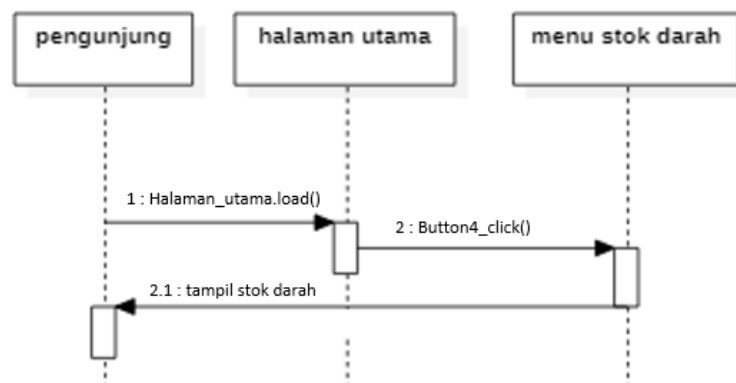 pengunjung
halaman utama
menu stok darah
1 : Halaman_utama.load()
2 : Button4_click()
2.1 : tampil stok darah